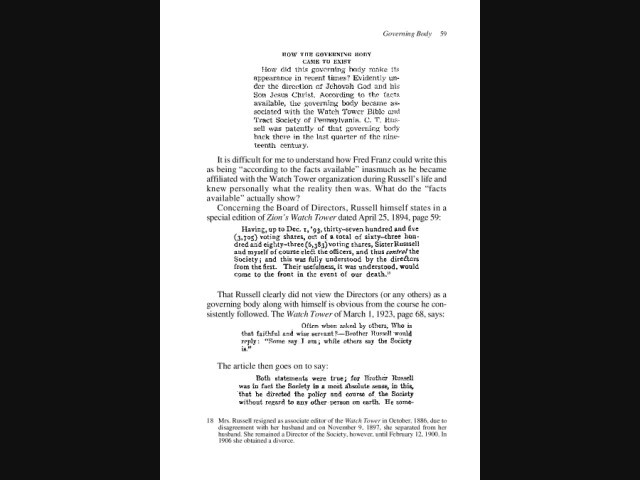 Governing Body 59
HOW THE GOVERNING BODY
CAME TO EXIST
How did this governing body make its
appearance in recent times? Evidently un-
der the direction of Jehovah God and his
Son Jesus Christ. According to the facts
available, the governing body became as-
sociated with the Watch Tower Bible and
Tract Society of Pennsylvania. C. T. Rus-
sell was patently of that governing body
back there in the last quarter of the nine-
teenth century.
It is difficult for me to understand how Fred Franz could write this
as being “according to the facts available” inasmuch as he became
affiliated with the Watch Tower organization during Russell’s life and
knew personally what the reality then was. What do the “facts
available” actually show?
Concerning the Board of Directors, Russell himself states in a
special edition of Zion’s Watch Tower dated April 25, 1894, page 59:
Having, up to Dec. 1, '93, thirty-seven hundred and five
(3,705) voting shares, out of a total of sixty-three hun-
dred and eighty-three (6,383) voting shares, Sister Russell
and myself of course elect the officers, and thus control the
Society; and this was fully understood by the directors
from the first. Their usefulness, it was understood, would
come to the front in the event of our death.¹⁸
That Russell clearly did not view the Directors (or any others) as a
governing body along with himself is obvious from the course he con-
sistently followed. The Watch Tower of March 1, 1923, page 68, says:
Often when asked by others, Who is
that faithful and wise servant?—Brother Russell would
reply: "Some say I am; while others say the Society
is."
The article then goes on to say:
Both statements were true; for Brother Russell
was in fact the Society in a most absolute sense, in this,
that he directed the policy and course of the Society
without regard to any other person on earth. He some-
18 Mrs. Russell resigned as associate editor of the Watch Tower in October, 1886, due to
disagreement with her husband and on November 9, 1897, she separated from her
husband. She remained a Director of the Society, however, until February 12, 1900. In
1906 she obtained a divorce.